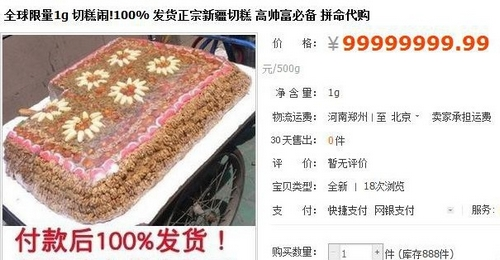 全球限量1g 切糕闹!100% 发货正宗新疆切糕 高帅富必备 拼命代购
价 格: ¥99999999.99
元/500g
净 含 量: 1g
物流运费: 河南郑州 | 至 北京 卖家承担运费
30天售出: 0件
评 价: 暂无评价
宝贝类型: 全新 | 18次浏览
支 付: 快捷支付 网银支付 服务:
付款后100%发货!
购买数量: - 1 + 件 (库存888件)